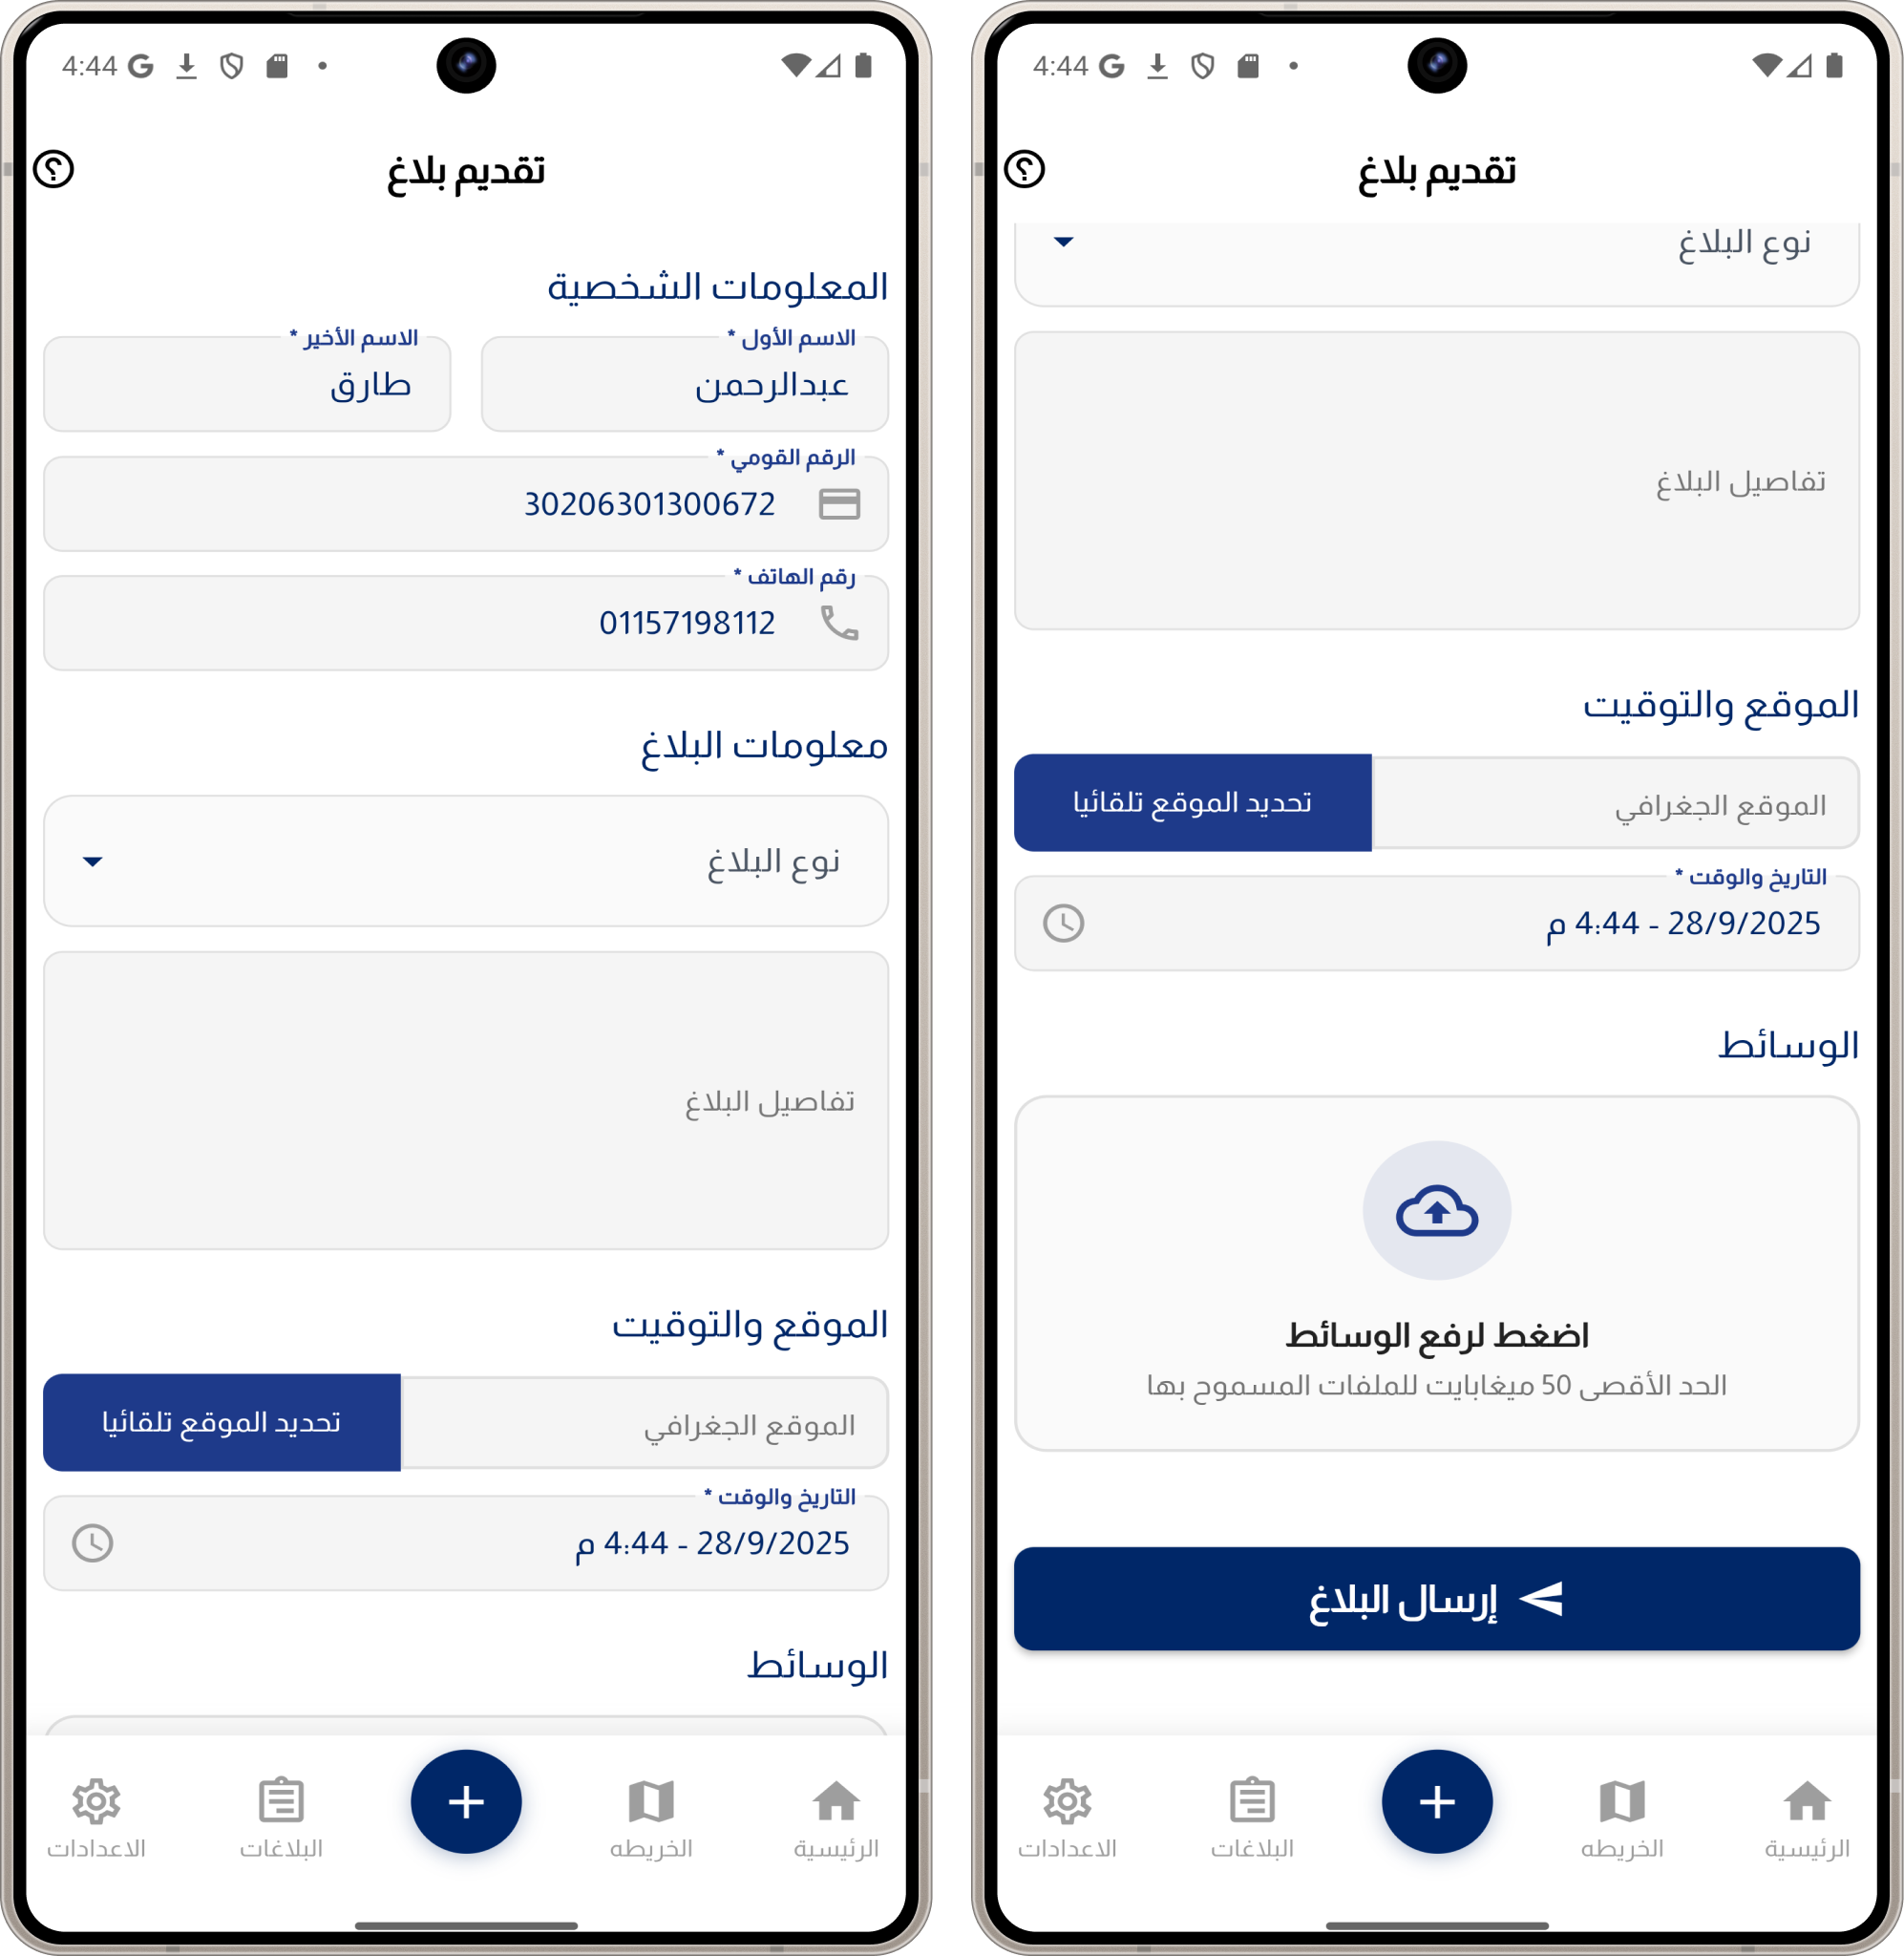 4:44
تقديم بلاغ
المعلومات الشخصية
الاسم الأول *
عبدالرحمن
الاسم الأخير *
طارق
الرقم القومي *
30206301300672
رقم الهاتف *
01157198112
معلومات البلاغ
نوع البلاغ
تفاصيل البلاغ
الموقع والتوقيت
الموقع الجغرافي
تحديد الموقع تلقائيا
التاريخ والوقت *
28/9/2025 - 4:44 م
الوسائط
الرئيسية
الخريطه
البلاغات
الاعدادات
4:44
تقديم بلاغ
نوع البلاغ
تفاصيل البلاغ
الموقع والتوقيت
الموقع الجغرافي
تحديد الموقع تلقائيا
التاريخ والوقت *
28/9/2025 - 4:44 م
الوسائط
اضغط لرفع الوسائط
الحد الأقصى 50 ميغابايت للملفات المسموح بها
إرسال البلاغ
الرئيسية
الخريطه
البلاغات
الاعدادات